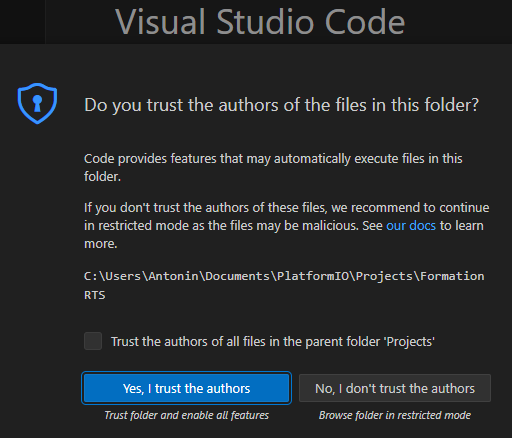 Visual Studio Code
Do you trust the authors of the files in this folder?
Code provides features that may automatically execute files in this
folder.
If you don't trust the authors of these files, we recommend to continue
in restricted mode as the files may be malicious. See our docs to learn
more.
C:\Users\Antonin\Documents\PlatformIO\Projects\Formation
RTS
Trust the authors of all files in the parent folder 'Projects'
Yes, I trust the authors
No, I don't trust the authors
Trust folder and enable all features
Browse folder in restricted mode